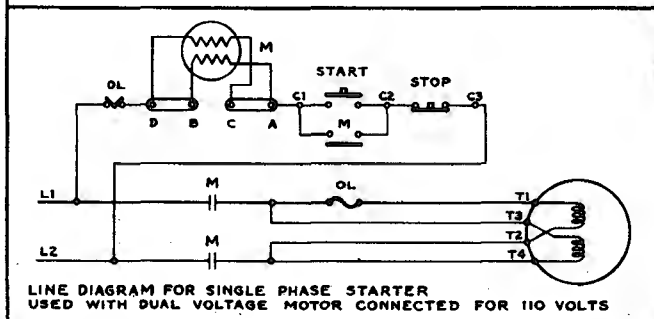 M
START
STOP
OL
D B C A C1 C2 C3
M
L1 M OL T1
T3
T2
L2 M T4
LINE DIAGRAM FOR SINGLE PHASE STARTER
USED WITH DUAL VOLTAGE MOTOR CONNECTED FOR 110 VOLTS